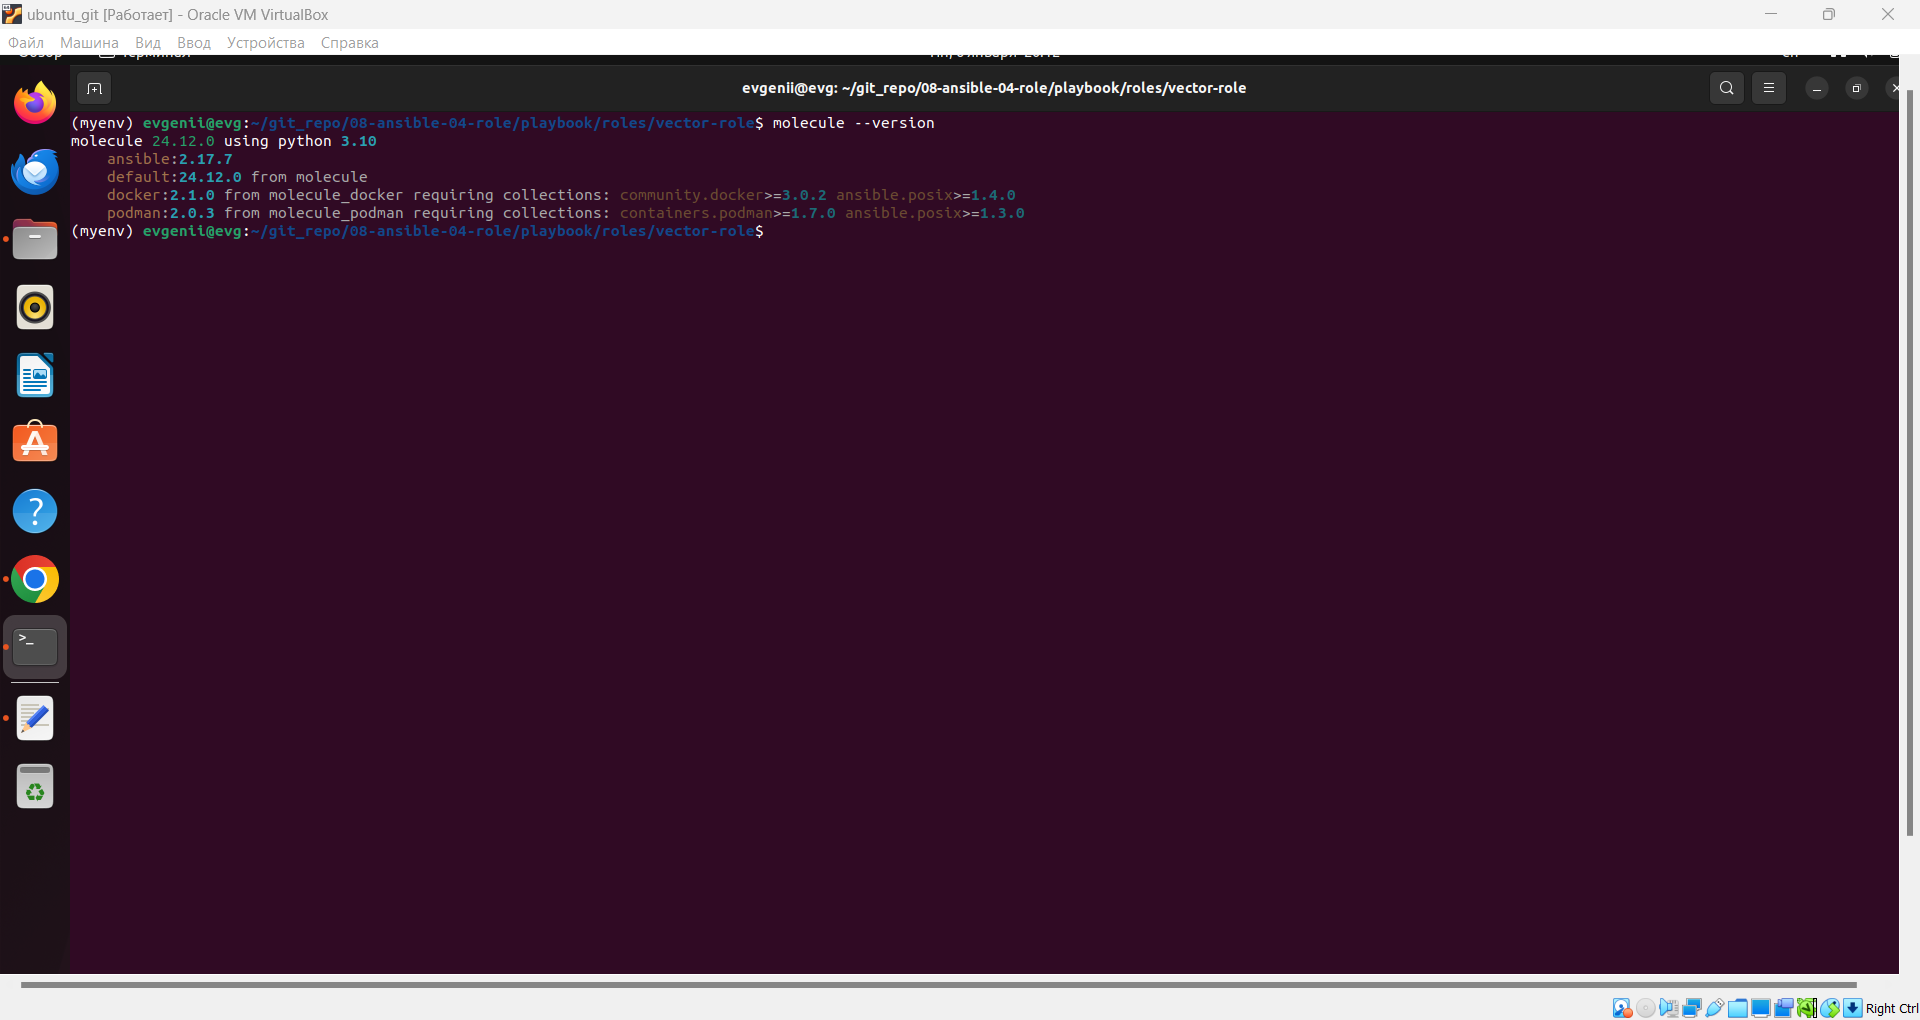 ubuntu_git [Работает] - Oracle VM VirtualBox
Файл Машина Вид Ввод Устройства Справка
evgenii@evg: ~/git_repo/08-ansible-04-role/playbook/roles/vector-role
(myenv) evgenii@evg:~/git_repo/08-ansible-04-role/playbook/roles/vector-role$ molecule --version
molecule 24.12.0 using python 3.10
    ansible:2.17.7
    default:24.12.0 from molecule
    docker:2.1.0 from molecule_docker requiring collections: community.docker>=3.0.2 ansible.posix>=1.4.0
    podman:2.0.3 from molecule_podman requiring collections: containers.podman>=1.7.0 ansible.posix>=1.3.0
(myenv) evgenii@evg:~/git_repo/08-ansible-04-role/playbook/roles/vector-role$
Right Ctrl